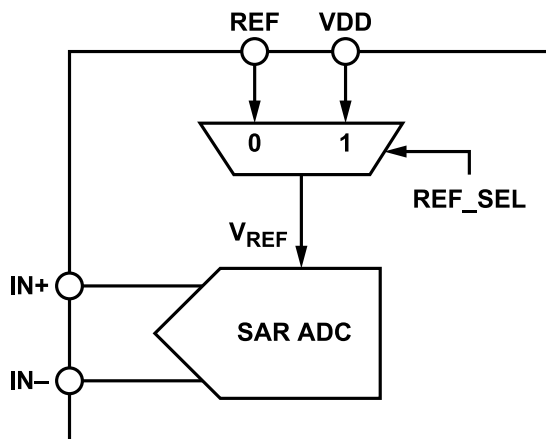 REF VDD
0 1
REF_SEL
VREF
IN+
SAR ADC
IN–